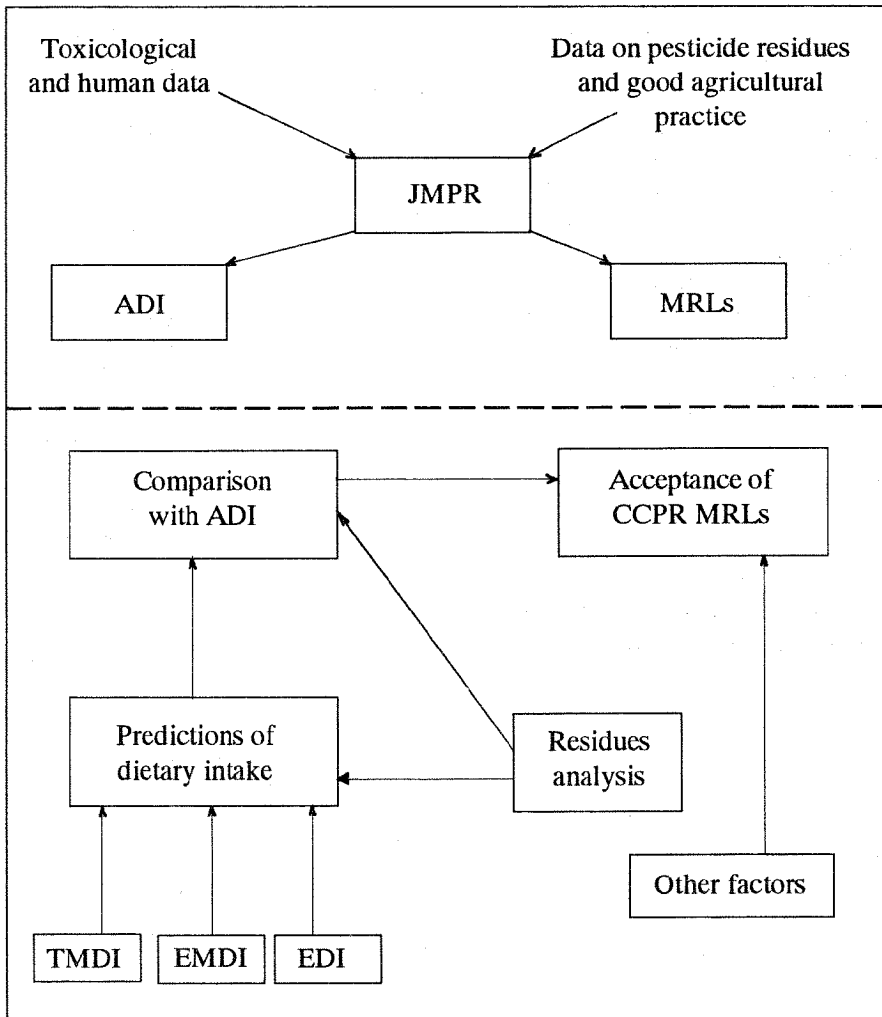 Toxicological
and human data
Data on pesticide residues
and good agricultural
practice
JMPR
ADI
MRLs
Comparison
with ADI
Acceptance of
CCPR MRLs
Predictions of
dietary intake
Residues
analysis
Other factors
TMDI
EMDI
EDI